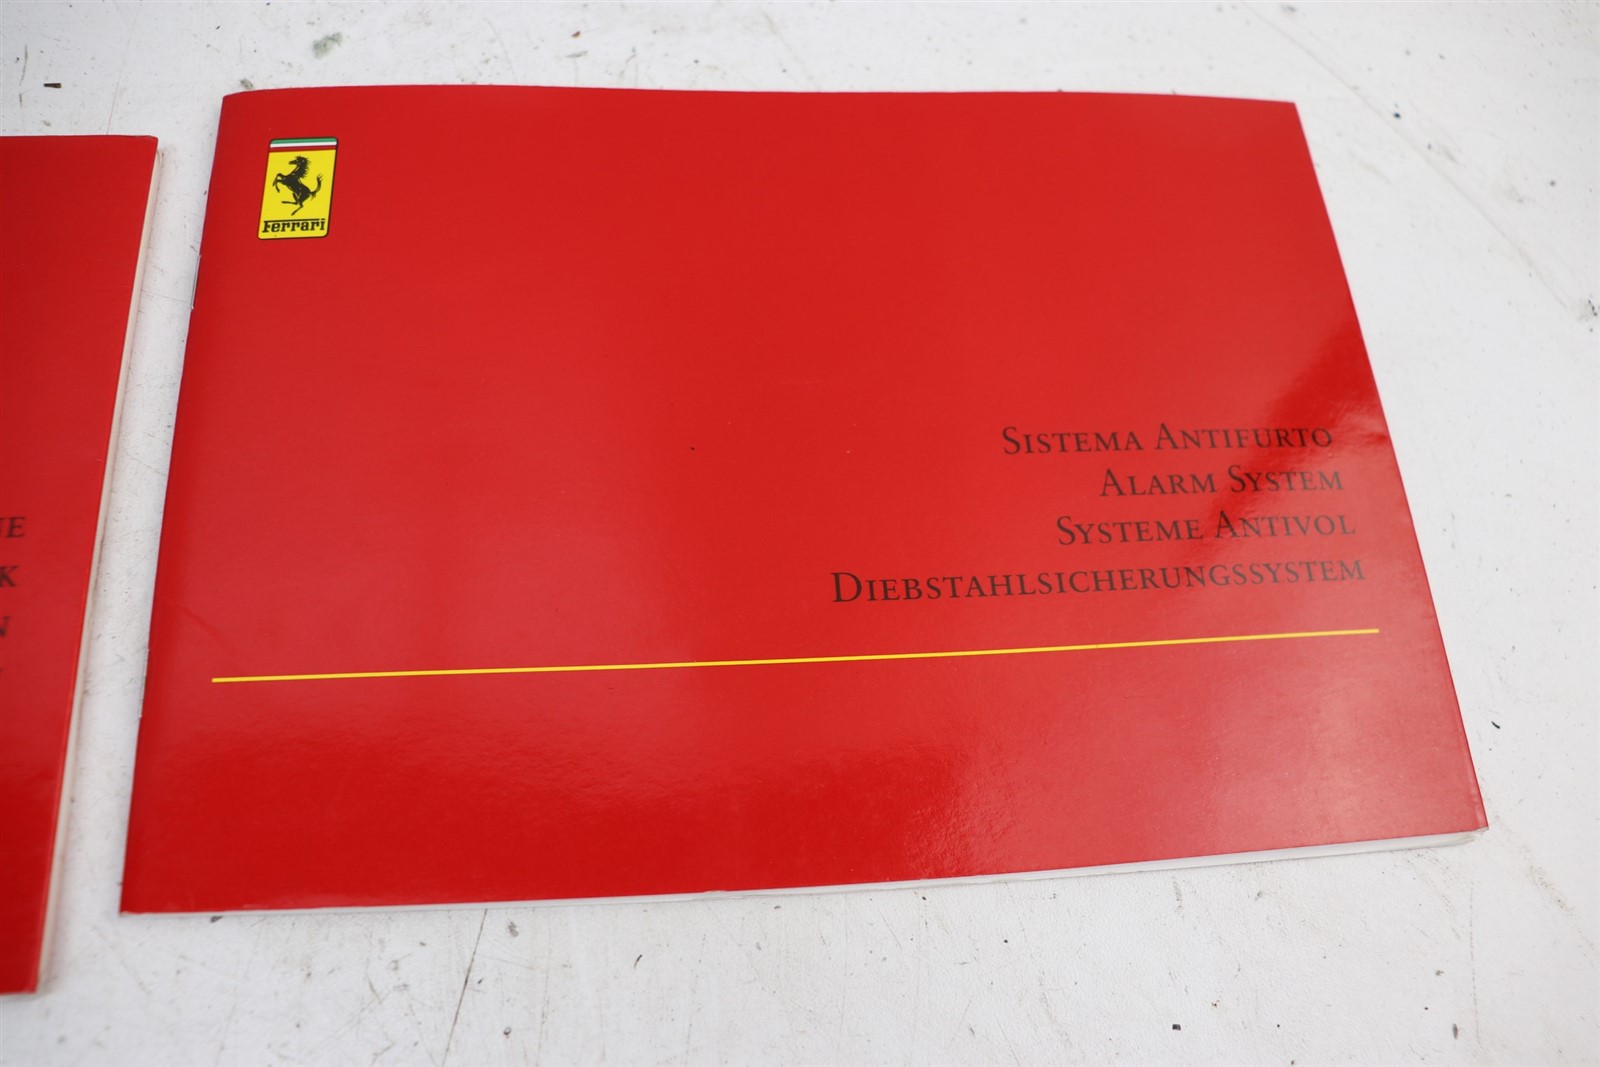 Ferrari
SISTEMA ANTIFURTO
ALARM SYSTEM
SYSTEME ANTIVOL
DIEBSTAHLSICHERUNGSSYSTEM